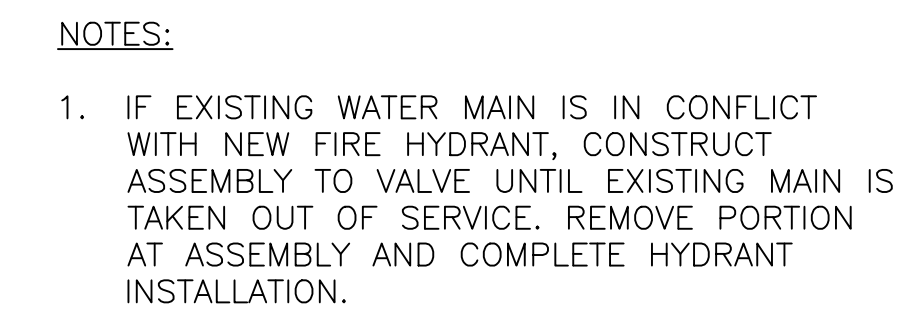 NOTES:
1. IF EXISTING WATER MAIN IS IN CONFLICT
WITH NEW FIRE HYDRANT, CONSTRUCT
ASSEMBLY TO VALVE UNTIL EXISTING MAIN IS
TAKEN OUT OF SERVICE. REMOVE PORTION
AT ASSEMBLY AND COMPLETE HYDRANT
INSTALLATION.